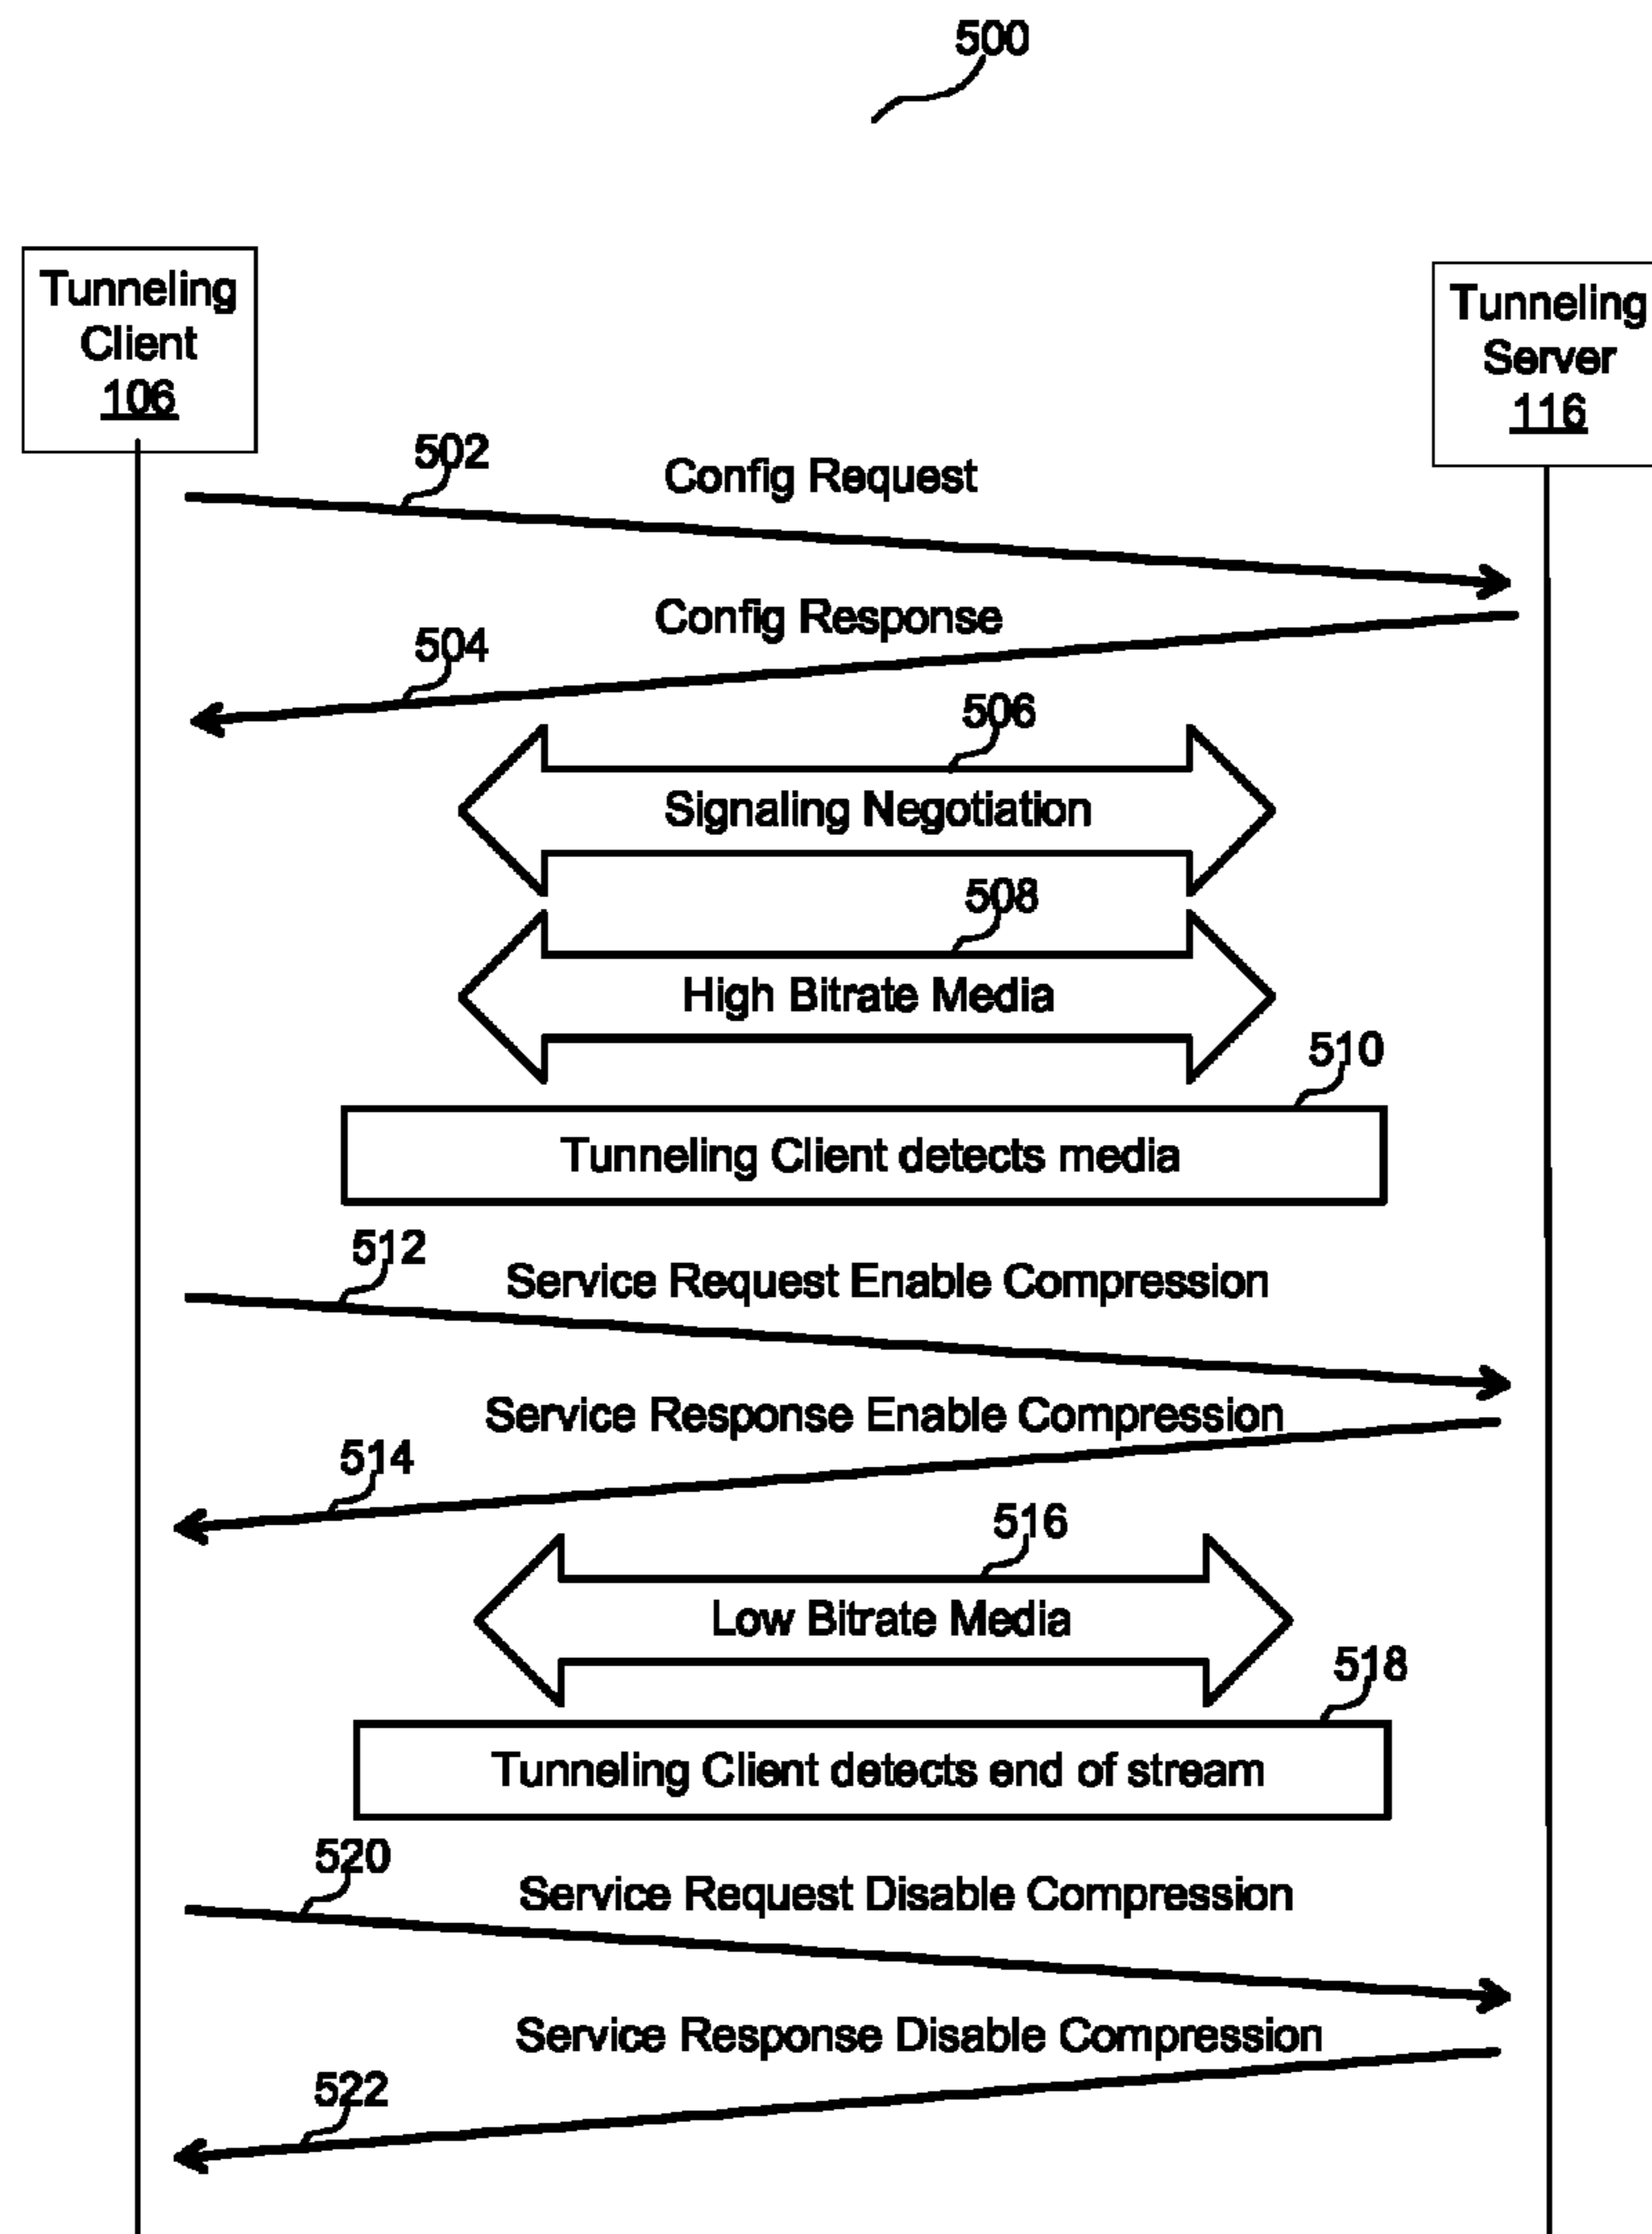 500
Tunneling
Client
106
Tunneling
Server
116
502
Config Request
Config Response
504
506
Signaling Negotiation
508
High Bitrate Media
510
Tunneling Client detects media
512
Service Request Enable Compression
Service Response Enable Compression
514
516
Low Bitrate Media
518
Tunneling Client detects end of stream
520
Service Request Disable Compression
Service Response Disable Compression
522